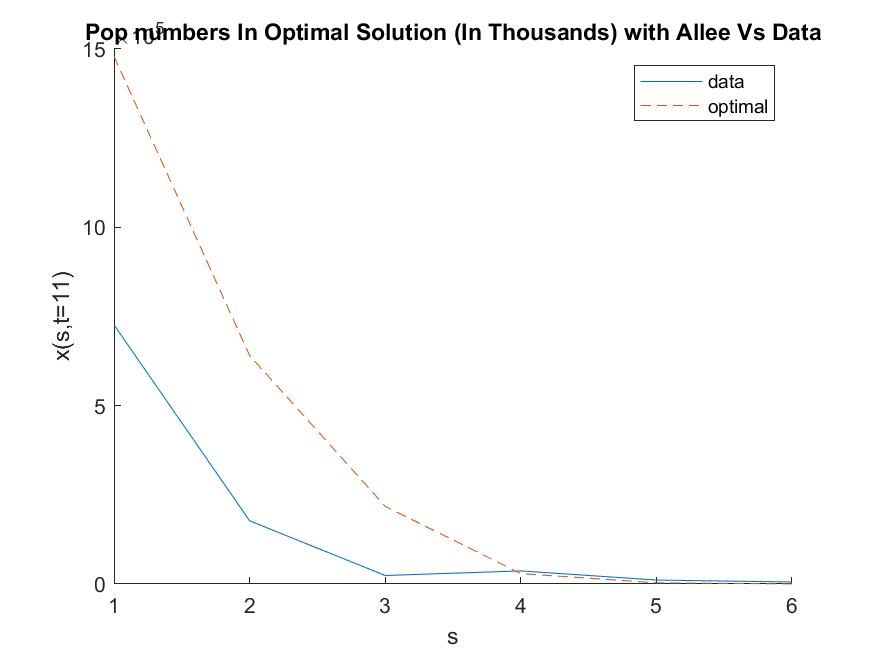 Pop numbers In Optimal Solution (In Thousands) with Allee Vs Data
×10⁵
15
10
5
0
x(s,t=11)
data
optimal
1 2 3 4 5 6
s